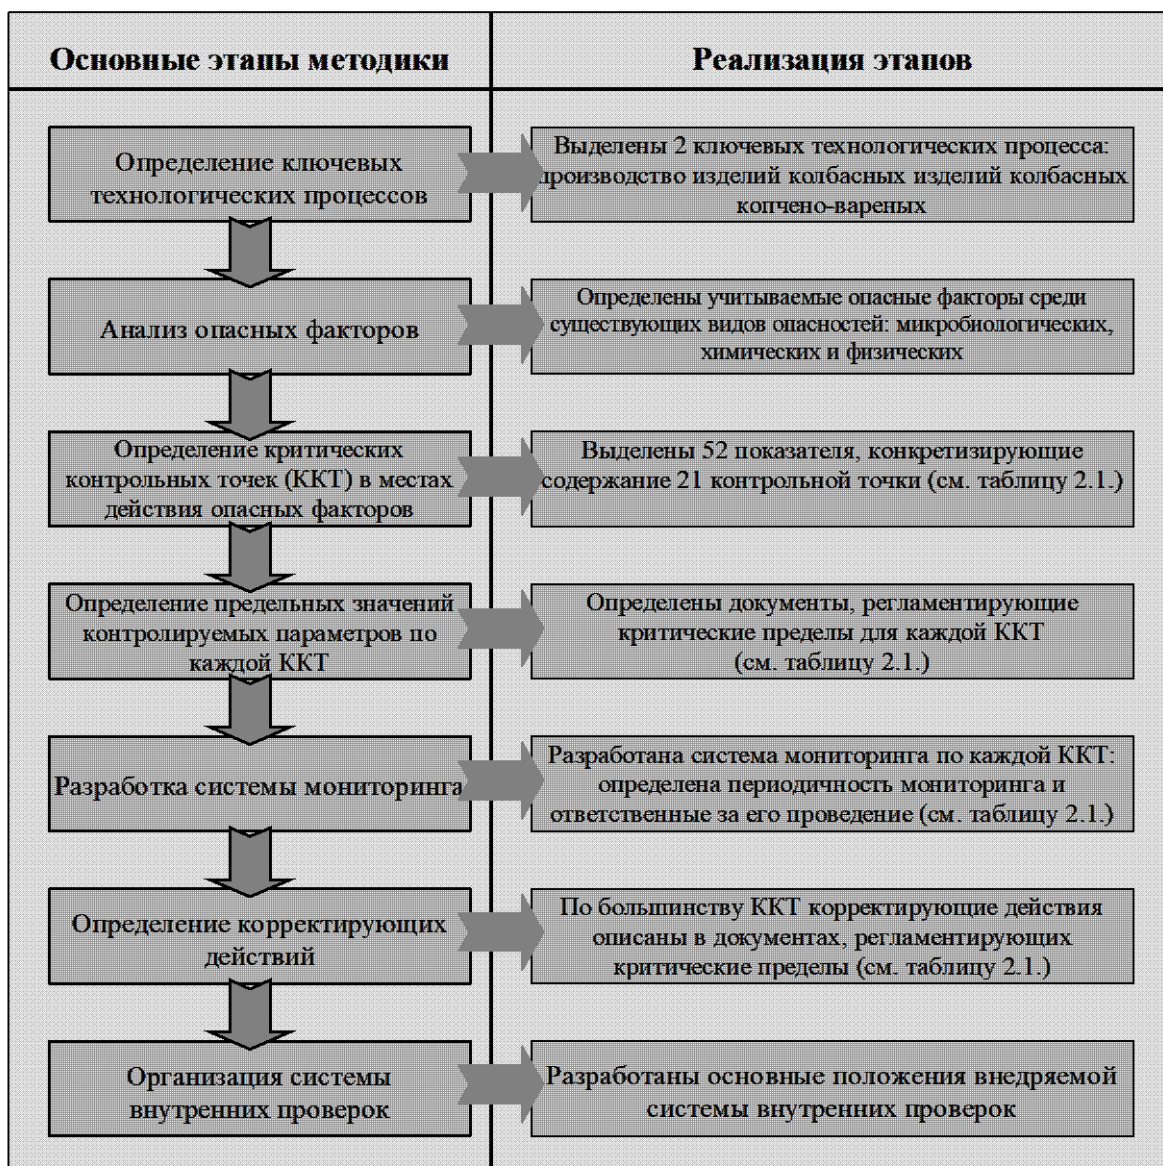 Основные этапы методики
Реализация этапов
Определение ключевых
технологических процессов
Выделены 2 ключевых технологических процесса:
производство изделий колбасных изделий колбасных
копчено-вареных
Анализ опасных факторов
Определены учитываемые опасные факторы среди
существующих видов опасностей: микробиологических,
химических и физических
Определение критических
контрольных точек (ККТ) в местах
действия опасных факторов
Выделены 52 показателя, конкретизирующие
содержание 21 контрольной точки (см. таблицу 2.1.)
Определение предельных значений
контролируемых параметров по
каждой ККТ
Определены документы, регламентирующие
критические пределы для каждой ККТ
(см. таблицу 2.1.)
Разработка системы мониторинга
Разработана система мониторинга по каждой ККТ:
определена периодичность мониторинга и
ответственные за его проведение (см. таблицу 2.1.)
Определение корректирующих
действий
По большинству ККТ корректирующие действия
описаны в документах, регламентирующих
критические пределы (см. таблицу 2.1.)
Организация системы
внутренних проверок
Разработаны основные положения внедряемой
системы внутренних проверок